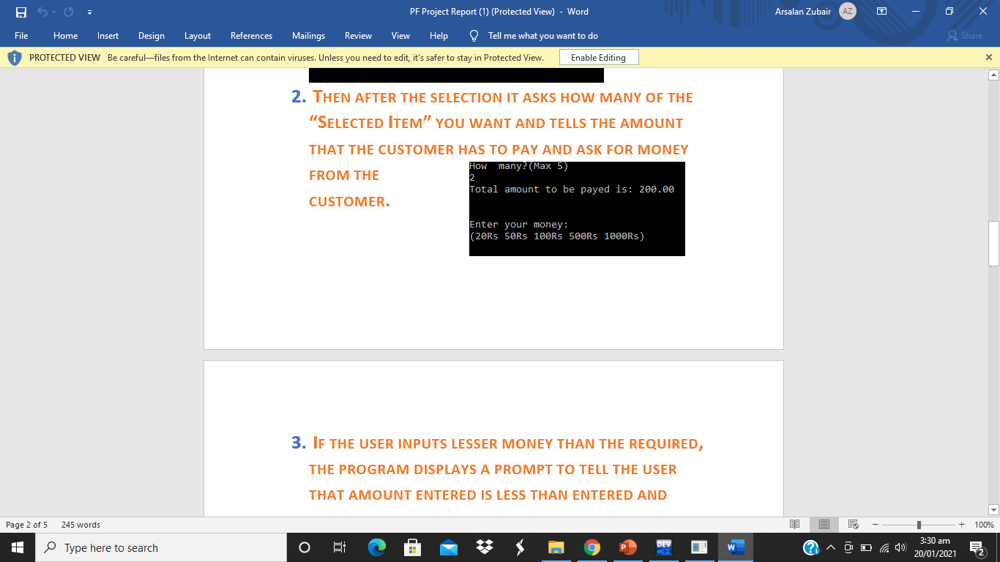 PF Project Report (1) (Protected View) - Word
Arsalan Zubair
AZ
File Home Insert Design Layout References Mailings Review View Help Tell me what you want to do
Share
PROTECTED VIEW Be careful—files from the Internet can contain viruses. Unless you need to edit, it's safer to stay in Protected View.
Enable Editing
2. THEN AFTER THE SELECTION IT ASKS HOW MANY OF THE
“SELECTED ITEM” YOU WANT AND TELLS THE AMOUNT
THAT THE CUSTOMER HAS TO PAY AND ASK FOR MONEY
FROM THE
CUSTOMER.
How  many?(Max 5)
2
Total amount to be payed is: 200.00
Enter your money:
(20Rs 50Rs 100Rs 500Rs 1000Rs)
3. IF THE USER INPUTS LESSER MONEY THAN THE REQUIRED,
THE PROGRAM DISPLAYS A PROMPT TO TELL THE USER
THAT AMOUNT ENTERED IS LESS THAN ENTERED AND
Page 2 of 5 245 words
100%
Type here to search
P
DEV
C++
W
3:30 am
20/01/2021
2